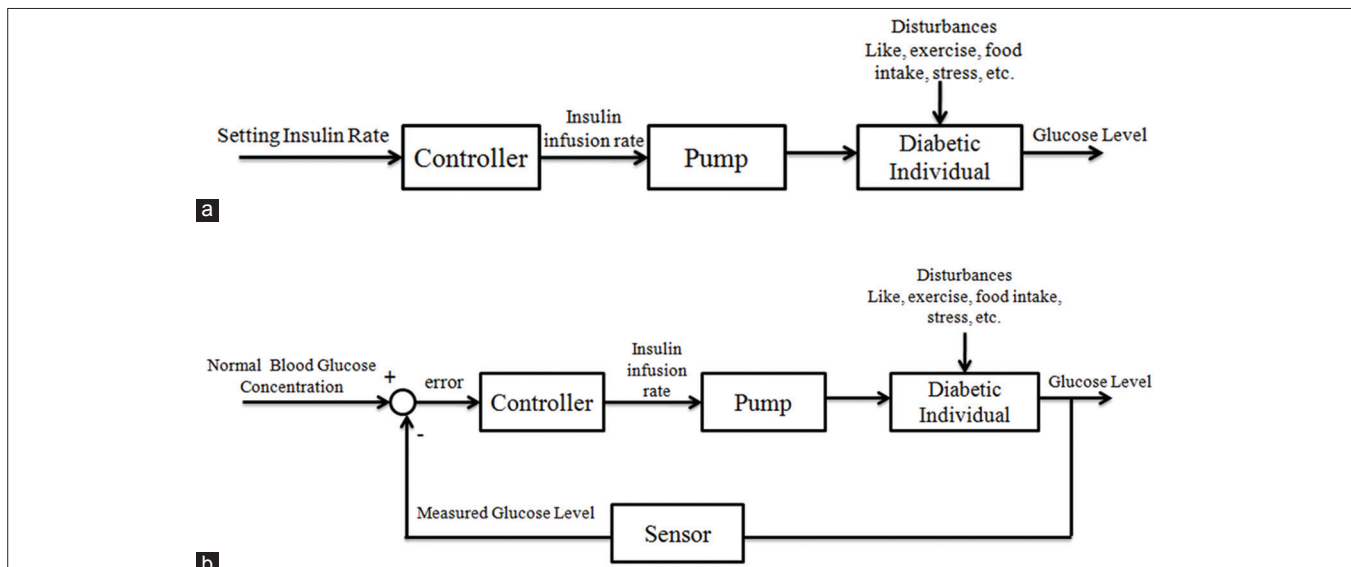 Disturbances
Like, exercise, food
intake, stress, etc.
Setting Insulin Rate
Controller
Insulin
infusion rate
Pump
Diabetic
Individual
Glucose Level
a
Disturbances
Like, exercise, food intake,
stress, etc.
Normal Blood Glucose
Concentration
+
-
error
Controller
Insulin
infusion
rate
Pump
Diabetic
Individual
Glucose Level
Measured Glucose Level
Sensor
b